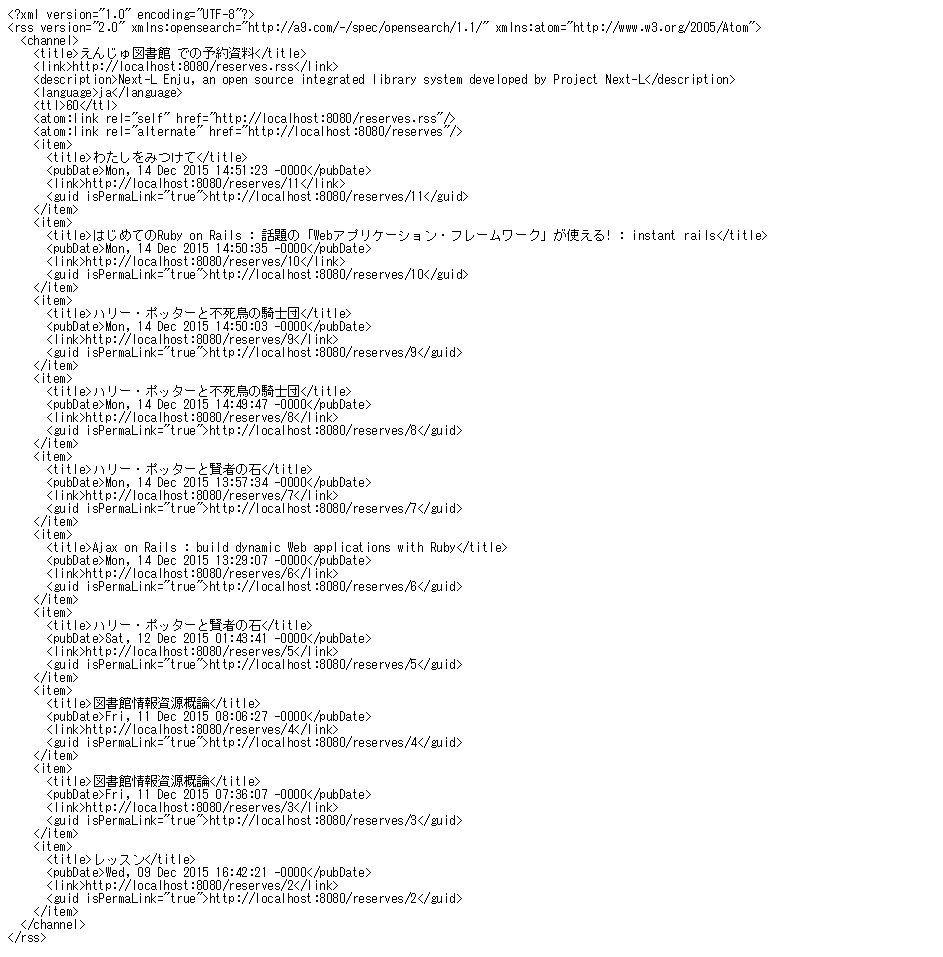 <?xml version="1.0" encoding="UTF-8"?>
<rss version="2.0" xmlns:opensearch="http://a9.com/-/spec/opensearch/1.1/" xmlns:atom="http://www.w3.org/2005/Atom">
  <channel>
    <title>えんじゅ図書館 での予約資料</title>
    <link>http://localhost:8080/reserves.rss</link>
    <description>Next-L Enju, an open source integrated library system developed by Project Next-L</description>
    <language>ja</language>
    <ttl>60</ttl>
    <atom:link rel="self" href="http://localhost:8080/reserves.rss"/>
    <atom:link rel="alternate" href="http://localhost:8080/reserves"/>
    <item>
      <title>わたしをみつけて</title>
      <pubDate>Mon, 14 Dec 2015 14:51:23 -0000</pubDate>
      <link>http://localhost:8080/reserves/11</link>
      <guid isPermaLink="true">http://localhost:8080/reserves/11</guid>
    </item>
    <item>
      <title>はじめてのRuby on Rails : 話題の「Webアプリケーション・フレームワーク」が使える! : instant rails</title>
      <pubDate>Mon, 14 Dec 2015 14:50:35 -0000</pubDate>
      <link>http://localhost:8080/reserves/10</link>
      <guid isPermaLink="true">http://localhost:8080/reserves/10</guid>
    </item>
    <item>
      <title>ハリー・ポッターと不死鳥の騎士団</title>
      <pubDate>Mon, 14 Dec 2015 14:50:03 -0000</pubDate>
      <link>http://localhost:8080/reserves/9</link>
      <guid isPermaLink="true">http://localhost:8080/reserves/9</guid>
    </item>
    <item>
      <title>ハリー・ポッターと不死鳥の騎士団</title>
      <pubDate>Mon, 14 Dec 2015 14:49:47 -0000</pubDate>
      <link>http://localhost:8080/reserves/8</link>
      <guid isPermaLink="true">http://localhost:8080/reserves/8</guid>
    </item>
    <item>
      <title>ハリー・ポッターと賢者の石</title>
      <pubDate>Mon, 14 Dec 2015 13:57:34 -0000</pubDate>
      <link>http://localhost:8080/reserves/7</link>
      <guid isPermaLink="true">http://localhost:8080/reserves/7</guid>
    </item>
    <item>
      <title>Ajax on Rails : build dynamic Web applications with Ruby</title>
      <pubDate>Mon, 14 Dec 2015 13:29:07 -0000</pubDate>
      <link>http://localhost:8080/reserves/6</link>
      <guid isPermaLink="true">http://localhost:8080/reserves/6</guid>
    </item>
    <item>
      <title>ハリー・ポッターと賢者の石</title>
      <pubDate>Sat, 12 Dec 2015 01:43:41 -0000</pubDate>
      <link>http://localhost:8080/reserves/5</link>
      <guid isPermaLink="true">http://localhost:8080/reserves/5</guid>
    </item>
    <item>
      <title>図書館情報資源概論</title>
      <pubDate>Fri, 11 Dec 2015 08:06:27 -0000</pubDate>
      <link>http://localhost:8080/reserves/4</link>
      <guid isPermaLink="true">http://localhost:8080/reserves/4</guid>
    </item>
    <item>
      <title>図書館情報資源概論</title>
      <pubDate>Fri, 11 Dec 2015 07:36:07 -0000</pubDate>
      <link>http://localhost:8080/reserves/3</link>
      <guid isPermaLink="true">http://localhost:8080/reserves/3</guid>
    </item>
    <item>
      <title>レッスン</title>
      <pubDate>Wed, 09 Dec 2015 16:42:21 -0000</pubDate>
      <link>http://localhost:8080/reserves/2</link>
      <guid isPermaLink="true">http://localhost:8080/reserves/2</guid>
    </item>
  </channel>
</rss>